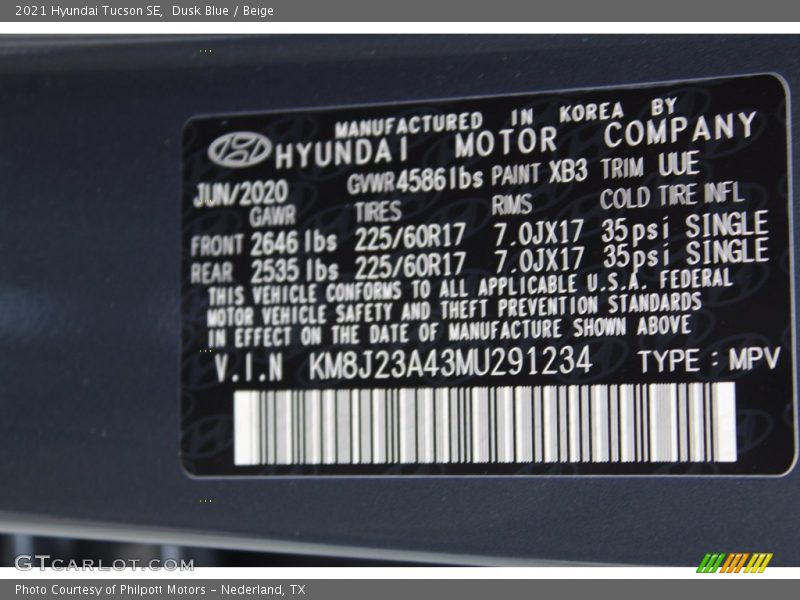 2021 Hyundai Tucson SE,  Dusk Blue / Beige
MANUFACTURED IN KOREA BY
HYUNDAI MOTOR COMPANY
JUN/2020 GVWR 4586 lbs PAINT XB3 TRIM UUE
GAWR TIRES RIMS COLD TIRE INFL
FRONT 2646 lbs 225/60R17 7.0JX17 35psi SINGLE
REAR 2535 lbs 225/60R17 7.0JX17 35psi SINGLE
THIS VEHICLE CONFORMS TO ALL APPLICABLE U.S.A. FEDERAL
MOTOR VEHICLE SAFETY AND THEFT PREVENTION STANDARDS
IN EFFECT ON THE DATE OF MANUFACTURE SHOWN ABOVE
V.I.N KM8J23A43MU291234 TYPE : MPV
GTCARLOT.COM
Photo Courtesy of Philpott Motors - Nederland, TX